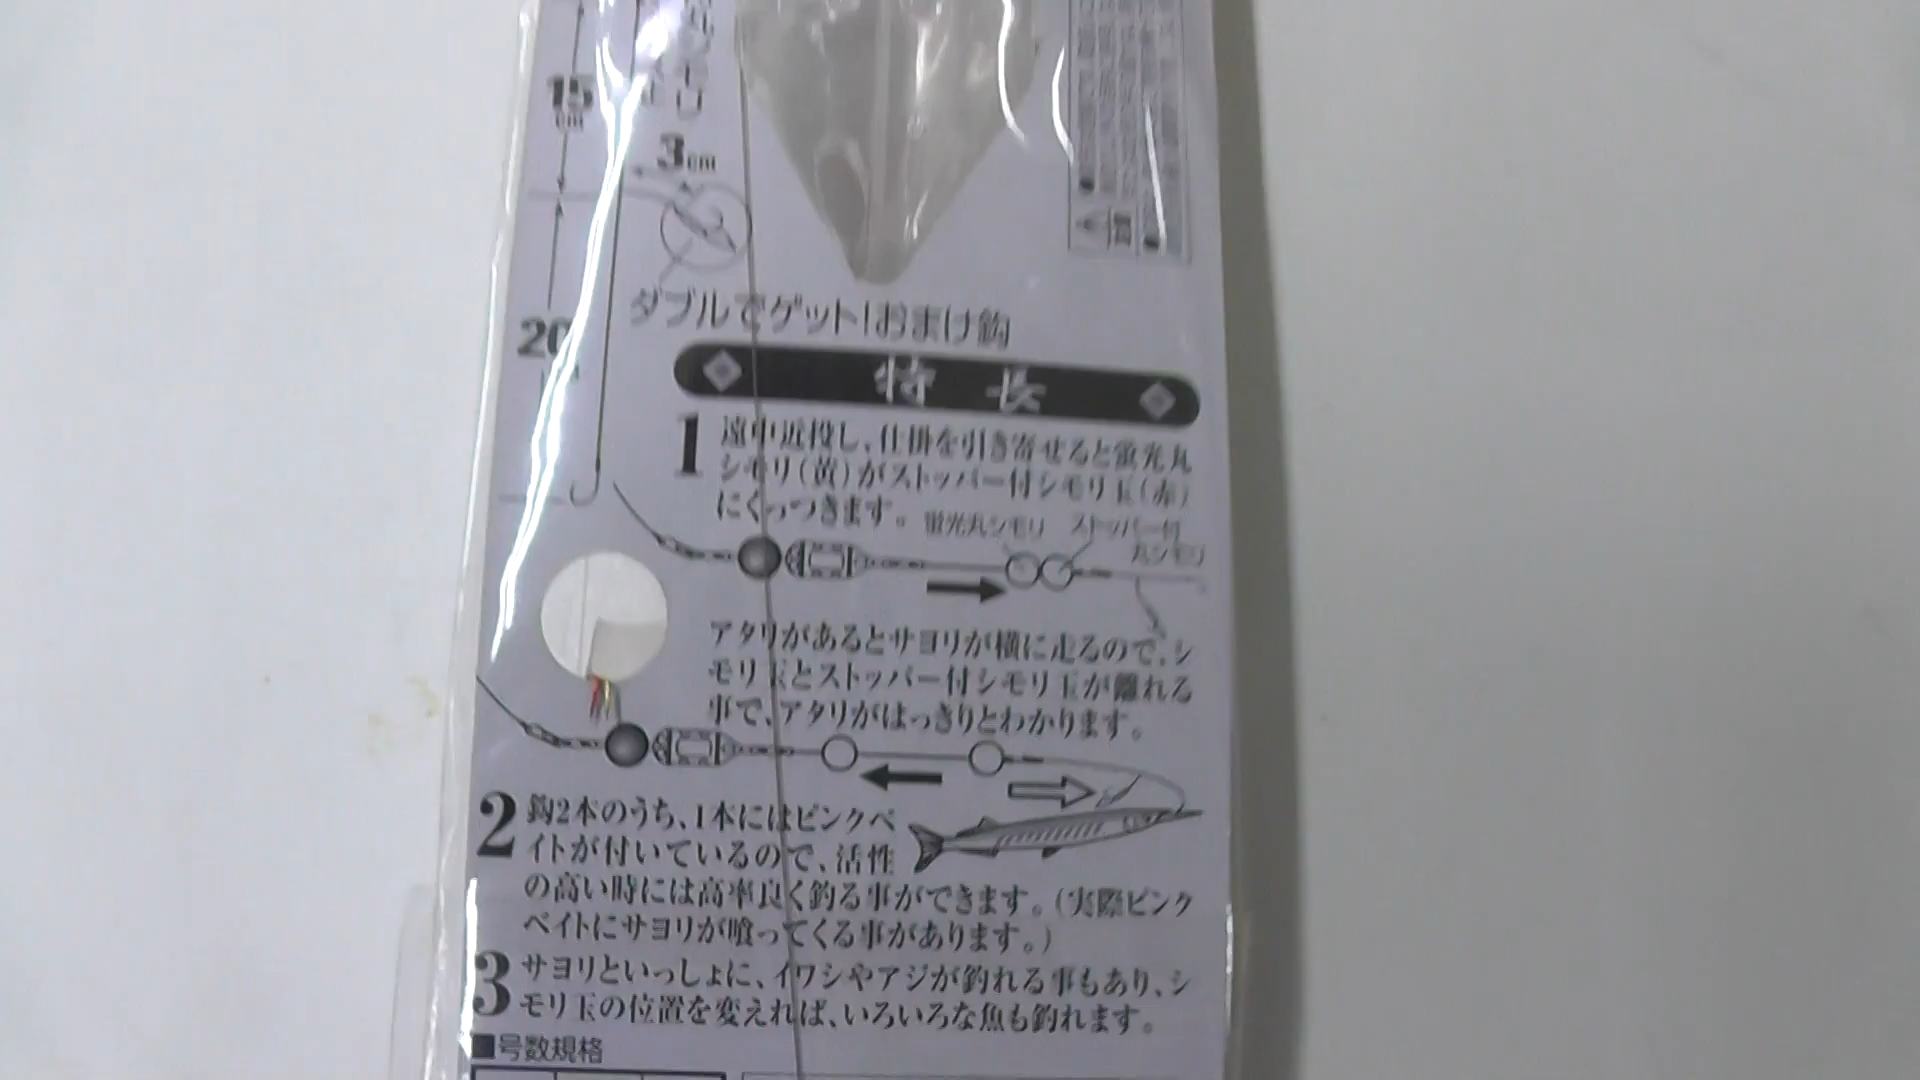 15
cm
3cm
20
ダブルでゲット!おまけ鈎
特長
1 遠中近投し、仕掛を引き寄せると蛍光丸
シモリ(黄)がストッパー付シモリ玉(赤)
にくっつきます。
蛍光丸シモリ
ストッパー付
丸シモリ
アタリがあるとサヨリが横に走るので、シ
モリ玉とストッパー付シモリ玉が離れる
事で、アタリがはっきりとわかります。
2 鈎2本のうち、1本にはピンクベ
イトが付いているので、活性
の高い時には高率良く釣る事ができます。(実際ピンク
ベイトにサヨリが喰ってくる事があります。)
3 サヨリといっしょに、イワシやアジが釣れる事もあり、シ
モリ玉の位置を変えれば、いろいろな魚も釣れます。
■号数規格